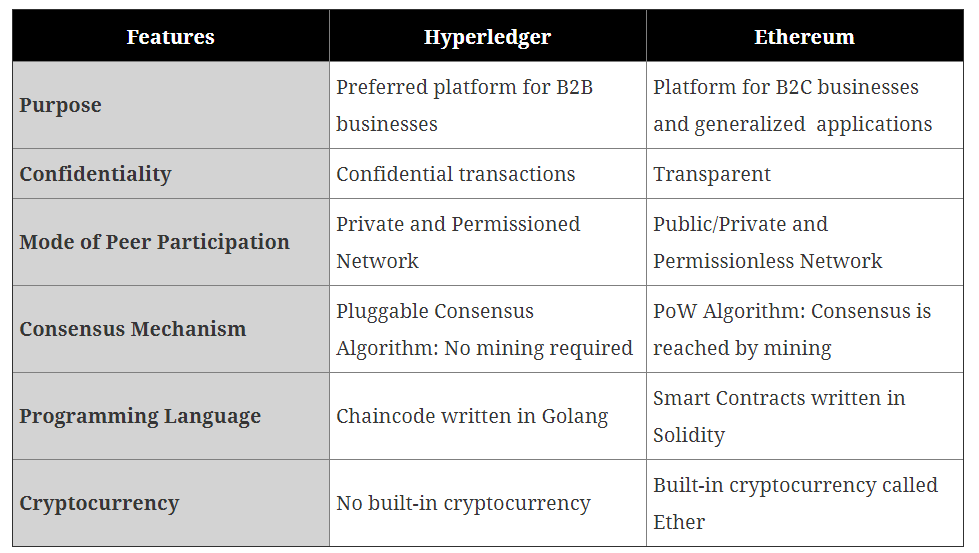 Features Hyperledger Ethereum
Purpose
Preferred platform for B2B
businesses
Platform for B2C businesses
and generalized  applications
Confidentiality
Confidential transactions
Transparent
Mode of Peer Participation
Private and Permissioned
Network
Public/Private and
Permissionless Network
Consensus Mechanism
Pluggable Consensus
Algorithm: No mining required
PoW Algorithm: Consensus is
reached by mining
Programming Language
Chaincode written in Golang
Smart Contracts written in
Solidity
Cryptocurrency
No built-in cryptocurrency
Built-in cryptocurrency called
Ether